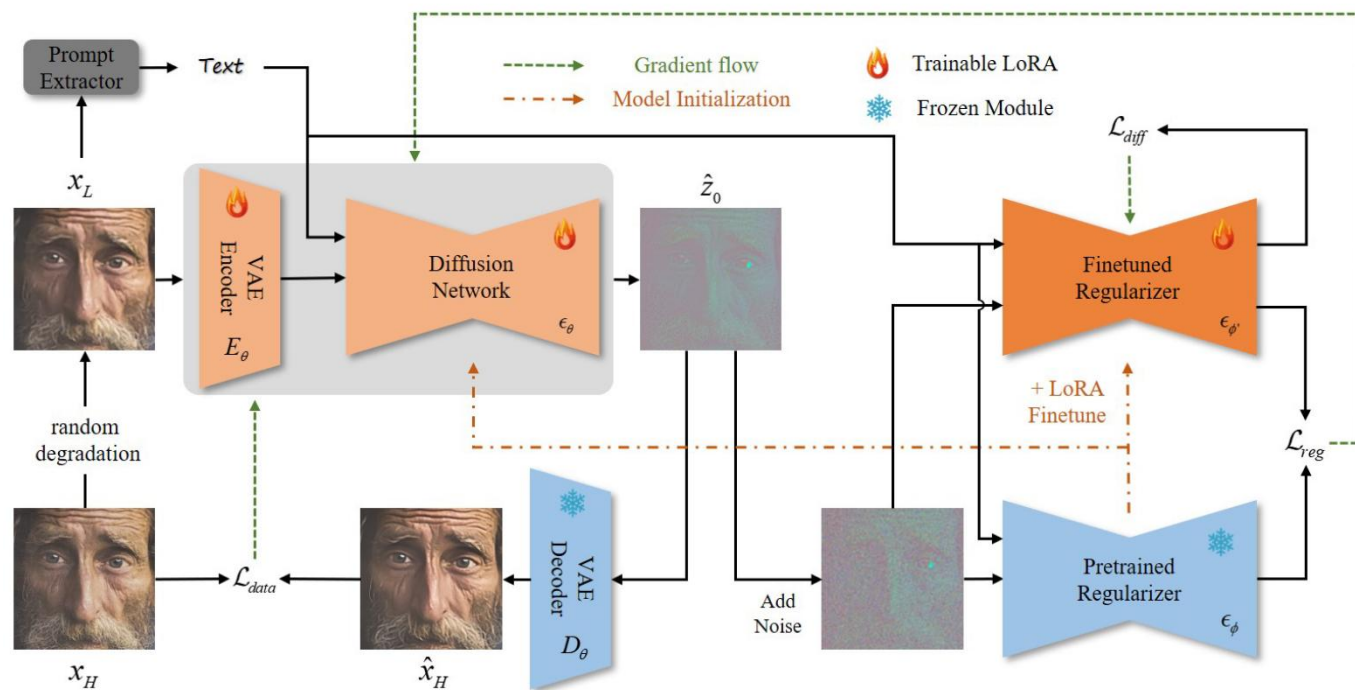 Prompt
Extractor
Text
Gradient flow
Model Initialization
Trainable LoRA
Frozen Module
x_L
VAE
Encoder
E_θ
Diffusion
Network
ϵ_θ
ẑ_0
ℒ_diff
Finetuned
Regularizer
ϵ_ϕ'
+ LoRA
Finetune
random
degradation
ℒ_reg
x_H
ℒ_data
x̂_H
VAE
Decoder
D_θ
Add
Noise
Pretrained
Regularizer
ϵ_ϕ